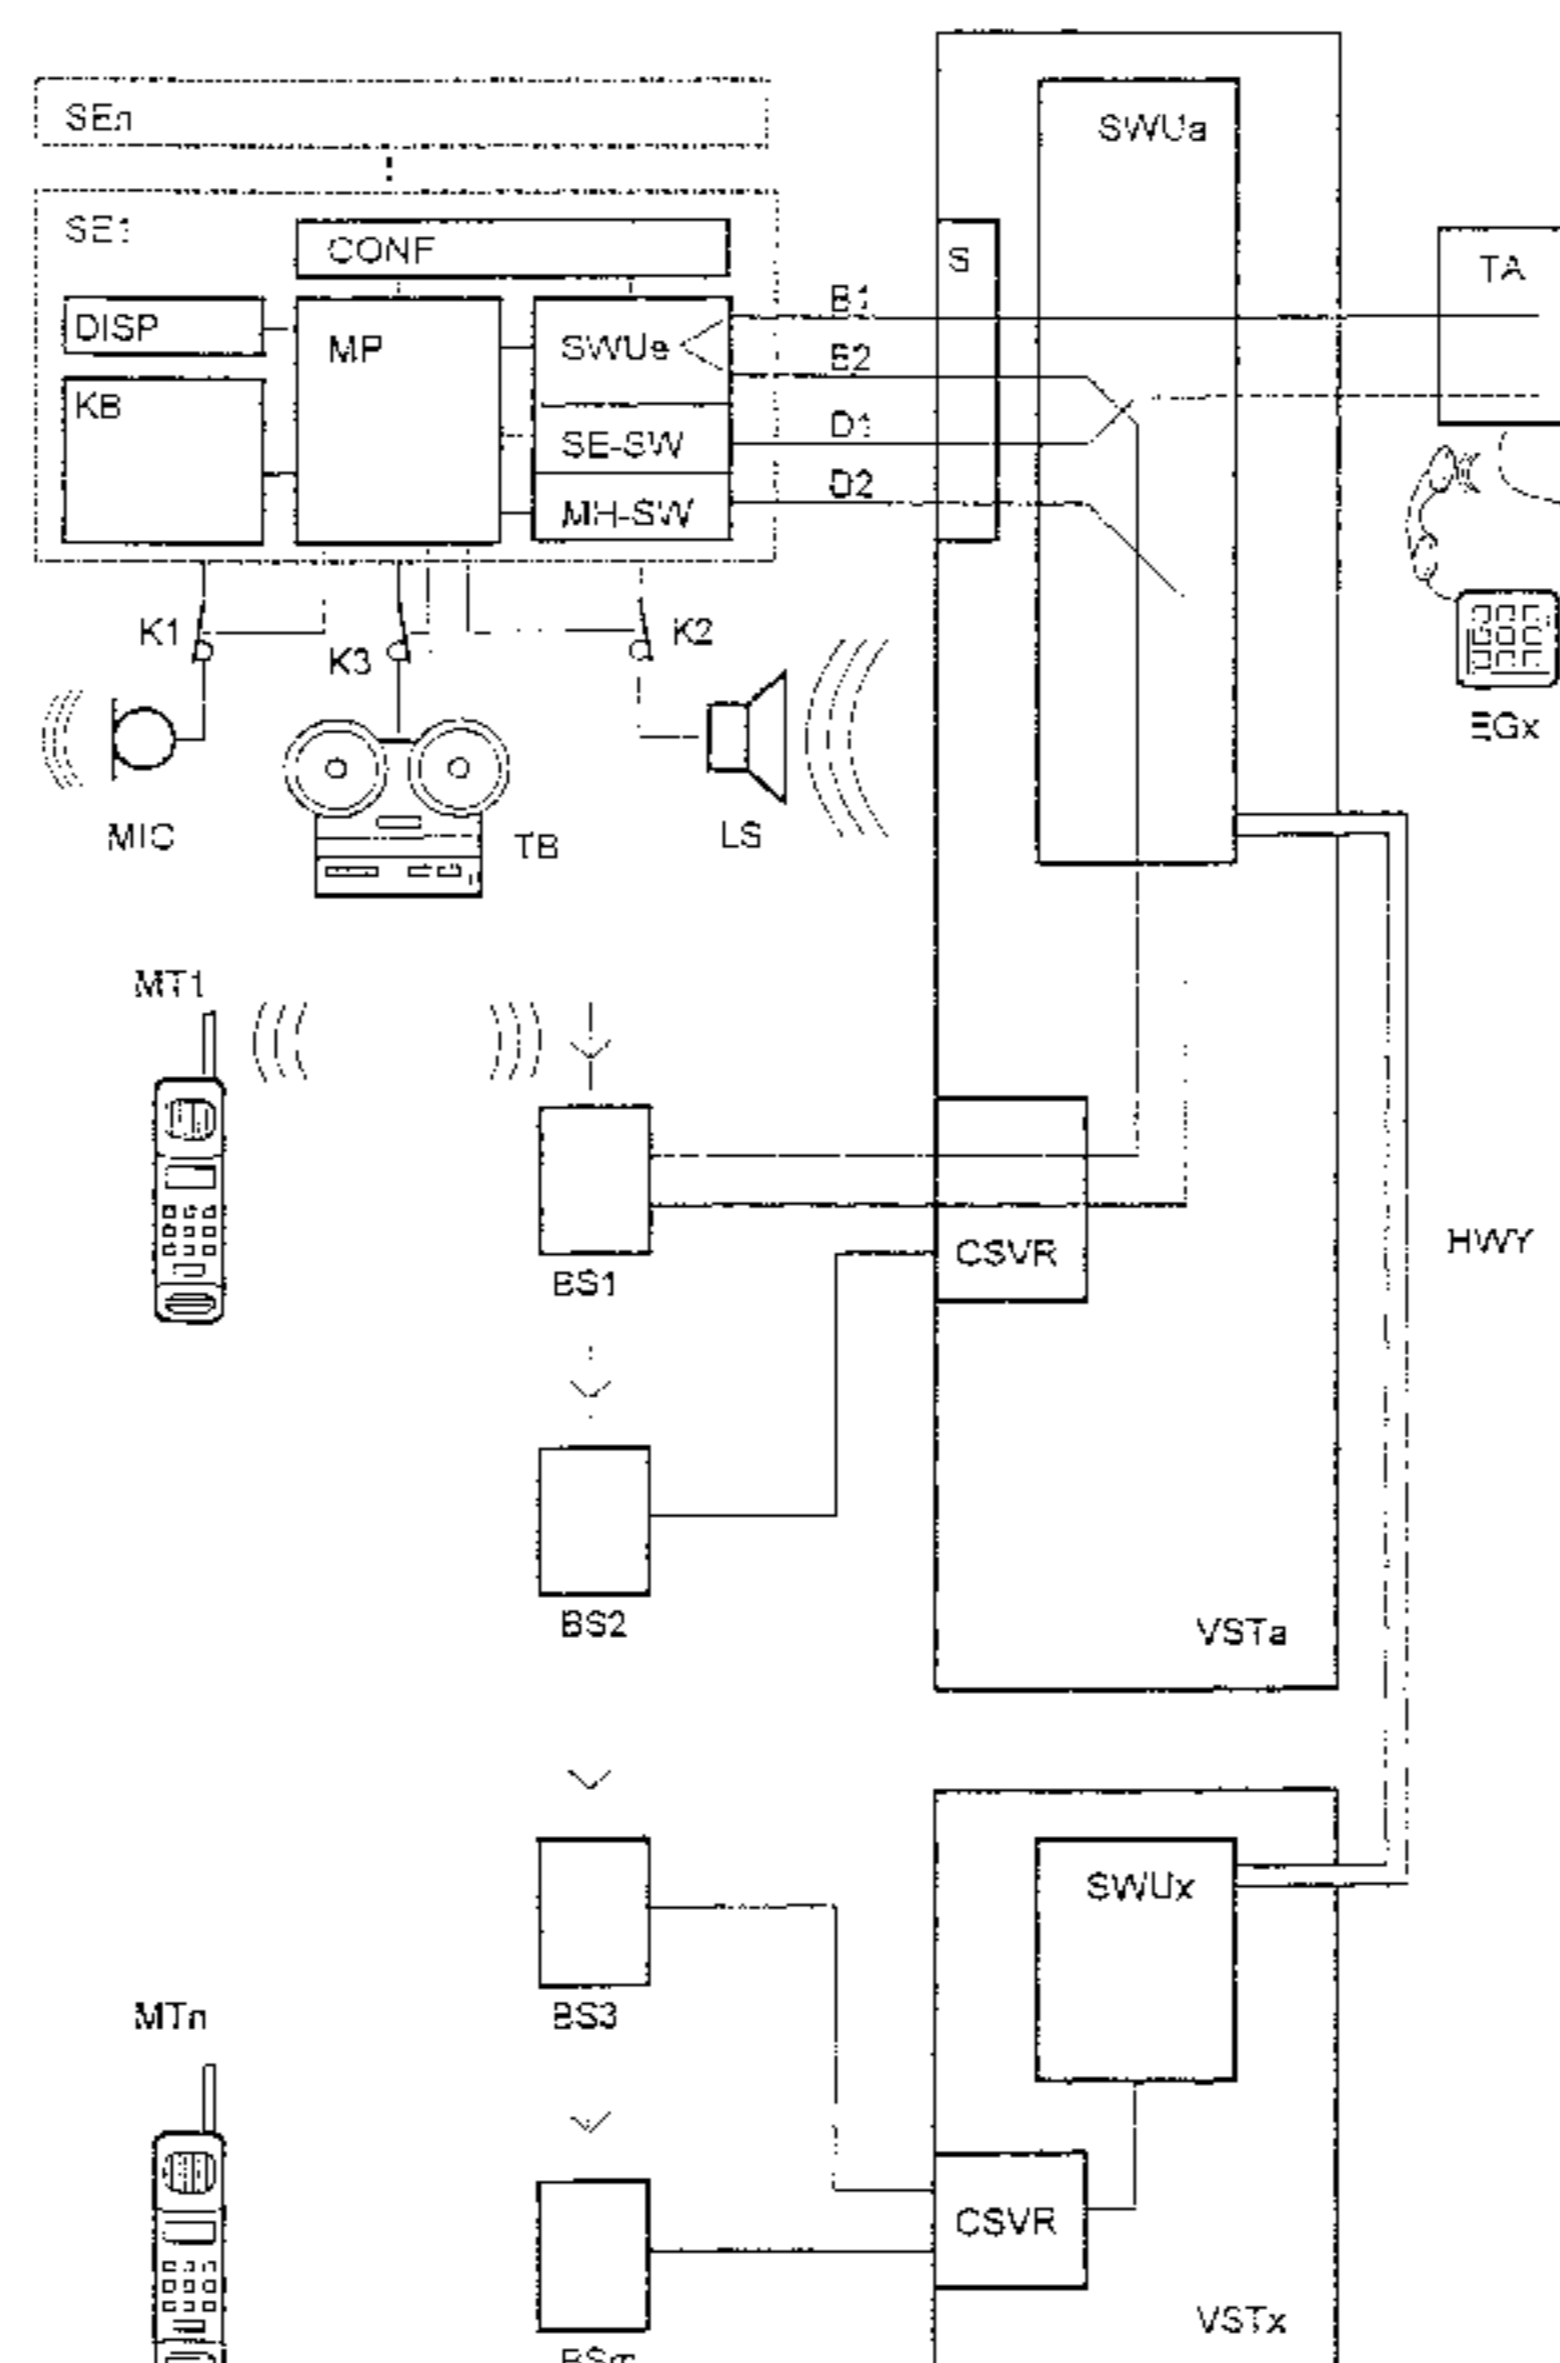 SWUa
SEn
SE1
CONF
S
TA
B1
DISP
MP
SWUe
B2
KB
D1
SE-SW
D2
MH-SW
K1
K2
K3
EGx
MIC
TB
LS
MT1
HWY
CSVR
BS1
BS2
VSTa
SWUx
MTn
BS3
CSVR
VSTx
BSm